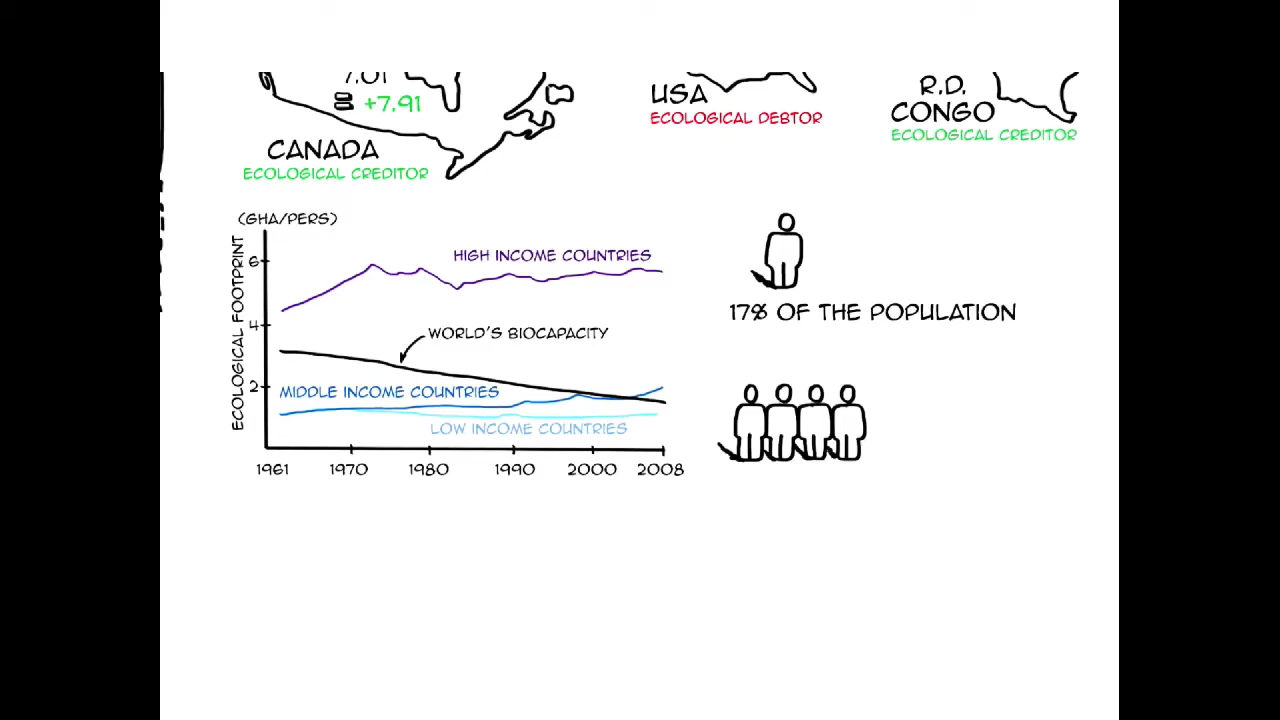 7.01
= +7.91
CANADA
ECOLOGICAL CREDITOR
USA
ECOLOGICAL DEBTOR
R.D.
CONGO
ECOLOGICAL CREDITOR
(GHA/PERS)
ECOLOGICAL FOOTPRINT
6
4
2
HIGH INCOME COUNTRIES
WORLD'S BIOCAPACITY
MIDDLE INCOME COUNTRIES
LOW INCOME COUNTRIES
1961 1970 1980 1990 2000 2008
17% OF THE POPULATION